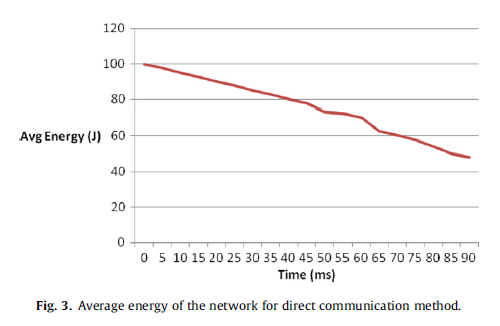 120
100
80
Avg Energy (J) 60
40
20
0
0 5 10 15 20 25 30 35 40 45 50 55 60 65 70 75 80 85 90
Time (ms)
Fig. 3. Average energy of the network for direct communication method.